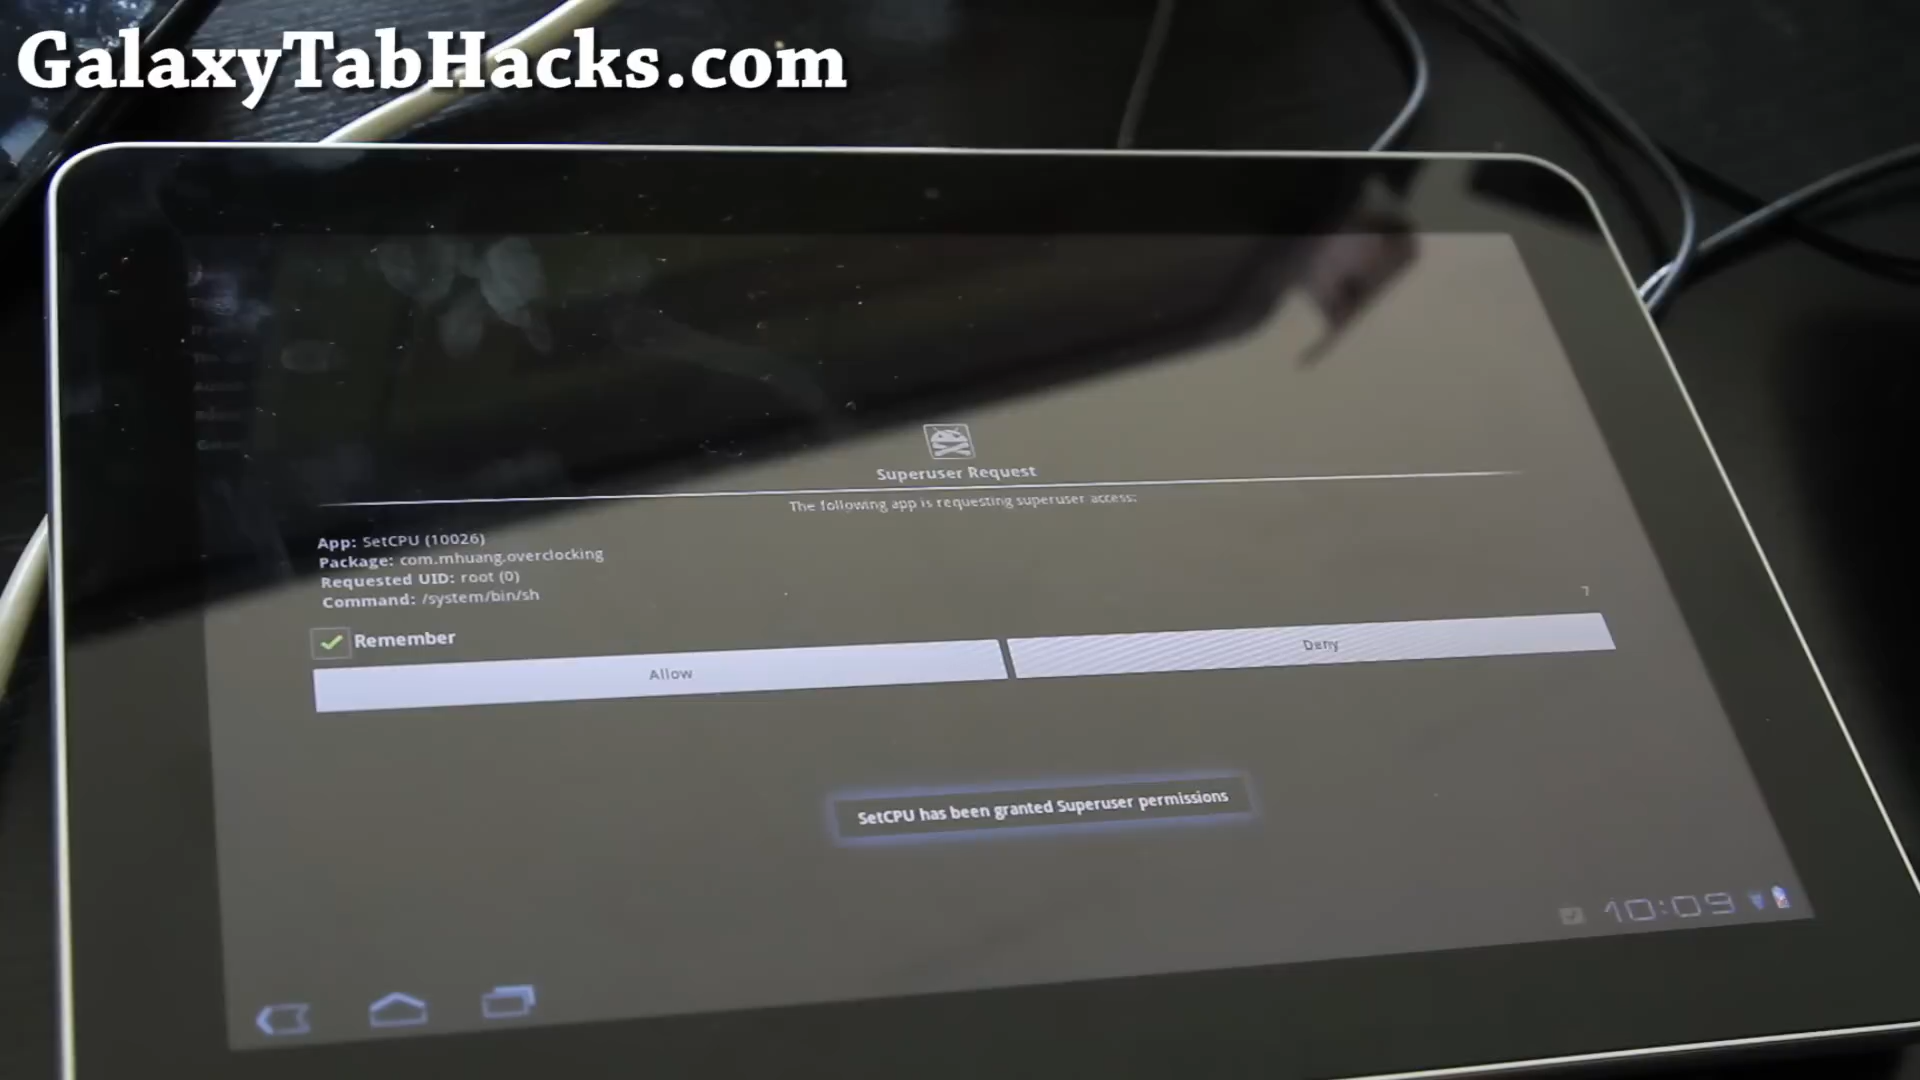 GalaxyTabHacks.com
Superuser Request
The following app is requesting superuser access:
App: SetCPU (10026)
Package: com.mhuang.overclocking
Requested UID: root (0)
Command: /system/bin/sh
7
Remember
Allow
Deny
SetCPU has been granted Superuser permissions
10:09